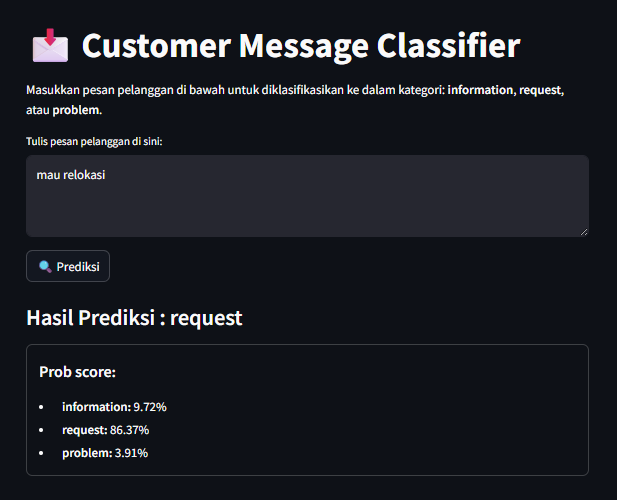 Customer Message Classifier
Masukkan pesan pelanggan di bawah untuk diklasifikasikan ke dalam kategori: information, request,
atau problem.
Tulis pesan pelanggan di sini:
mau relokasi
Prediksi
Hasil Prediksi : request
Prob score:
• information: 9.72%
• request: 86.37%
• problem: 3.91%